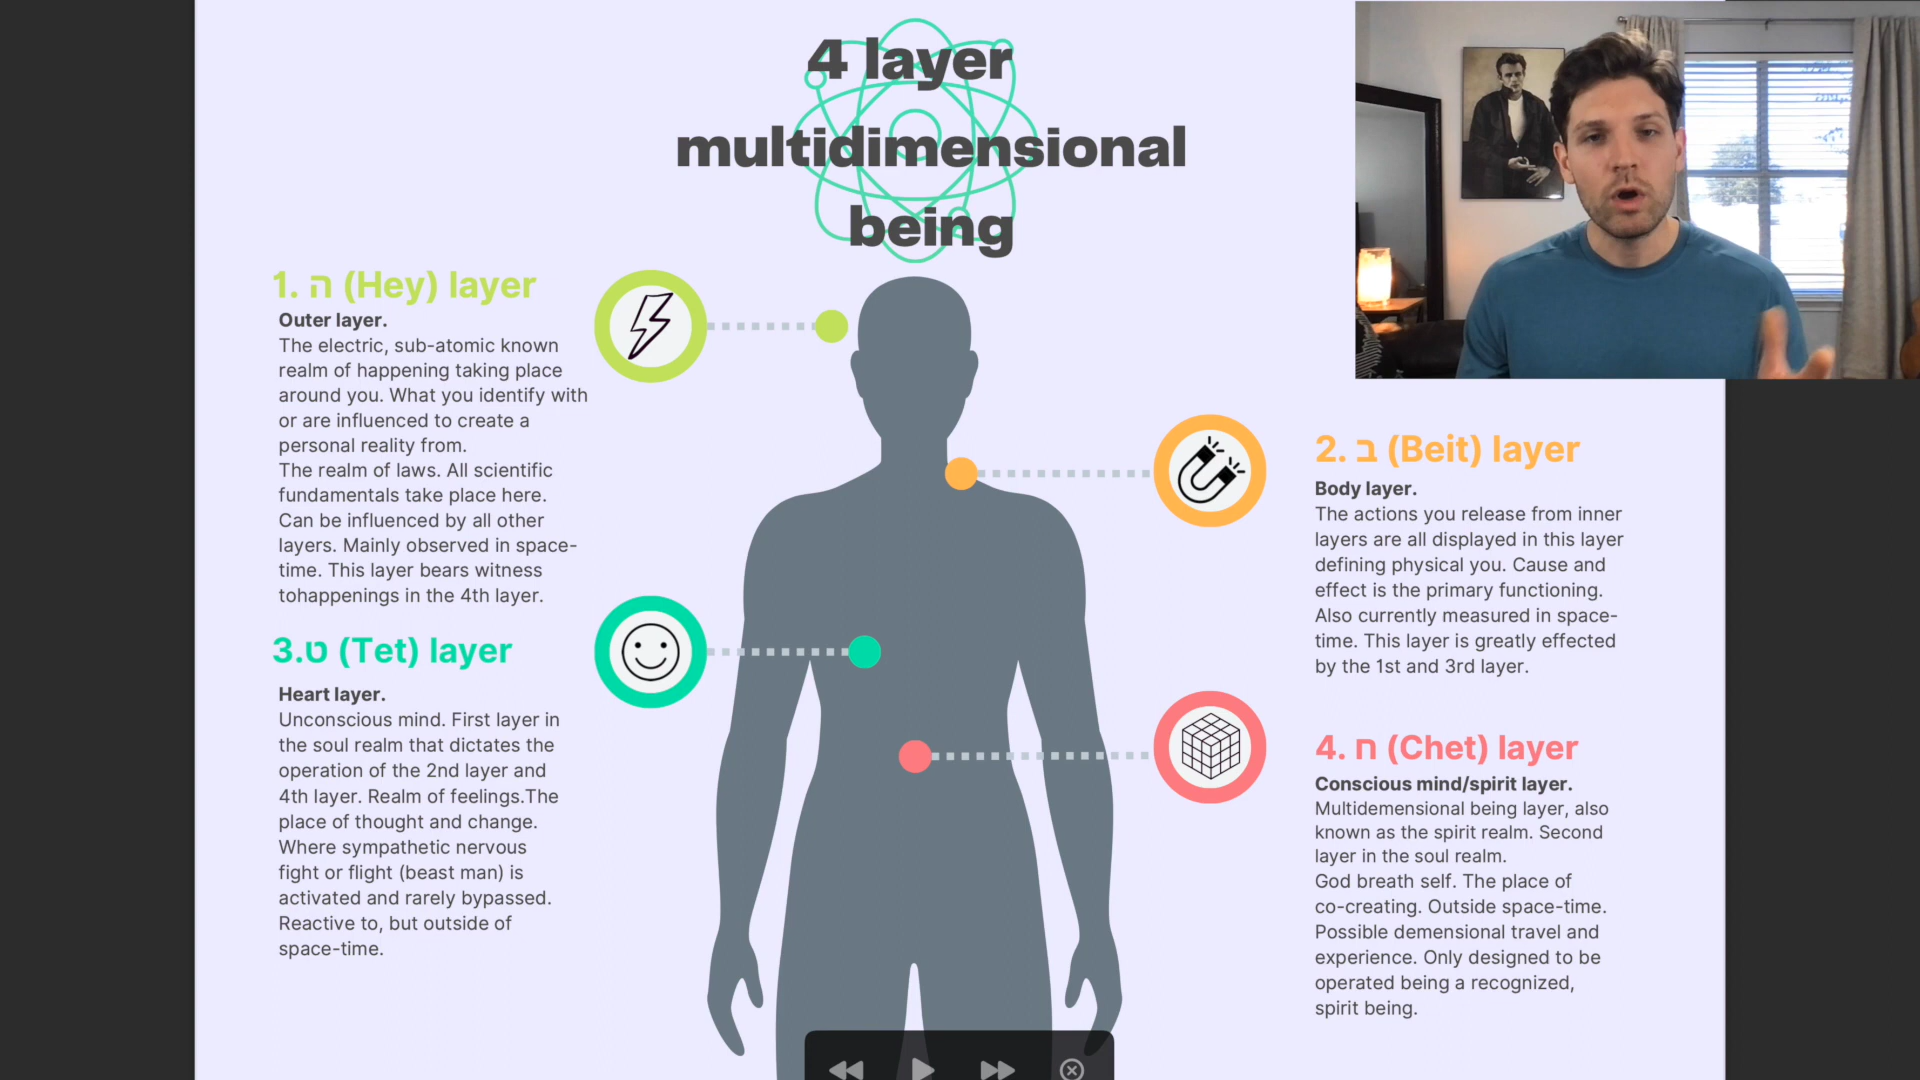 4 layer
multidimensional
being
1. ה (Hey) layer
Outer layer.
The electric, sub-atomic known
realm of happening taking place
around you. What you identify with
or are influenced to create a
personal reality from.
The realm of laws. All scientific
fundamentals take place here.
Can be influenced by all other
layers. Mainly observed in space-
time. This layer bears witness
tohappenings in the 4th layer.
2. ב (Beit) layer
Body layer.
The actions you release from inner
layers are all displayed in this layer
defining physical you. Cause and
effect is the primary functioning.
Also currently measured in space-
time. This layer is greatly effected
by the 1st and 3rd layer.
3.ט (Tet) layer
Heart layer.
Unconscious mind. First layer in
the soul realm that dictates the
operation of the 2nd layer and
4th layer. Realm of feelings.The
place of thought and change.
Where sympathetic nervous
fight or flight (beast man) is
activated and rarely bypassed.
Reactive to, but outside of
space-time.
4. ח (Chet) layer
Conscious mind/spirit layer.
Multidemensional being layer, also
known as the spirit realm. Second
layer in the soul realm.
God breath self. The place of
co-creating. Outside space-time.
Possible demensional travel and
experience. Only designed to be
operated being a recognized,
spirit being.